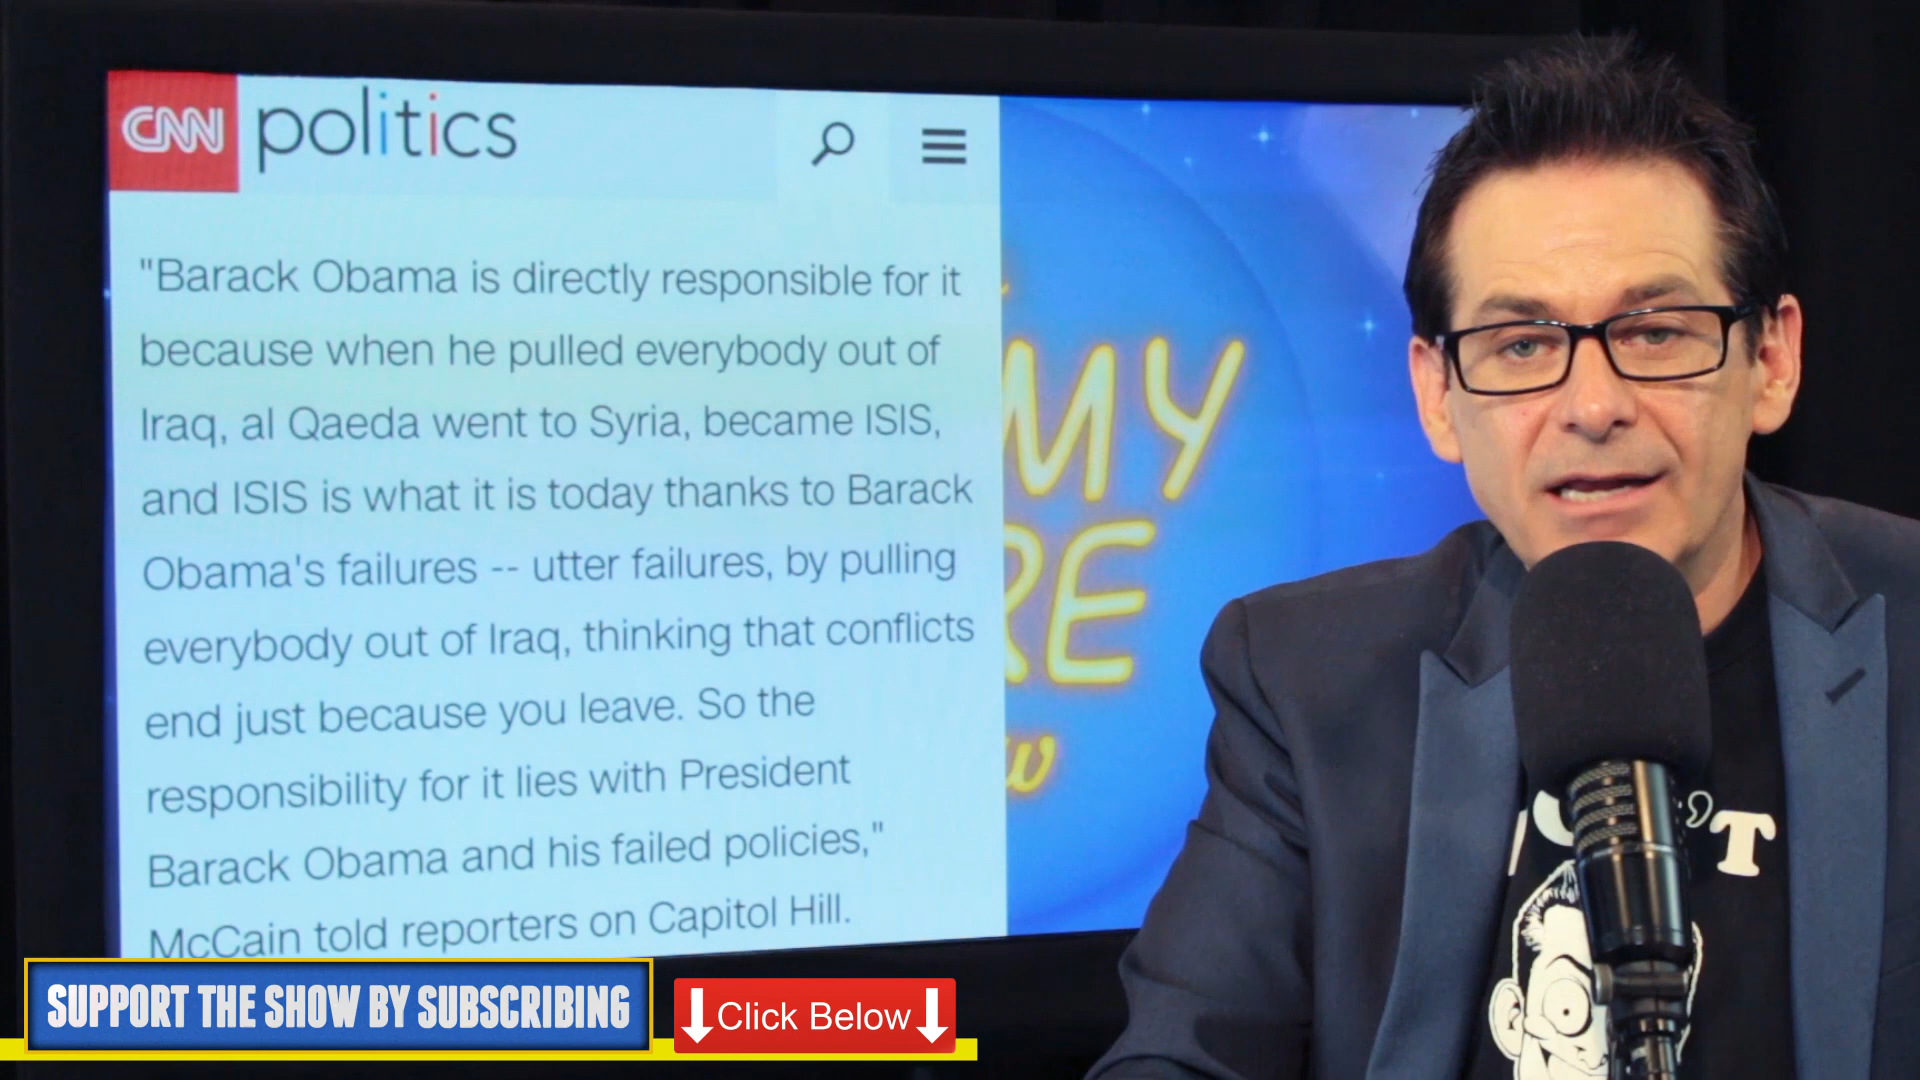 CNN politics
"Barack Obama is directly responsible for it
because when he pulled everybody out of
Iraq, al Qaeda went to Syria, became ISIS,
and ISIS is what it is today thanks to Barack
Obama's failures -- utter failures, by pulling
everybody out of Iraq, thinking that conflicts
end just because you leave. So the
responsibility for it lies with President
Barack Obama and his failed policies,"
McCain told reporters on Capitol Hill.
MY
RE
w
'T
SUPPORT THE SHOW BY SUBSCRIBING
Click Below